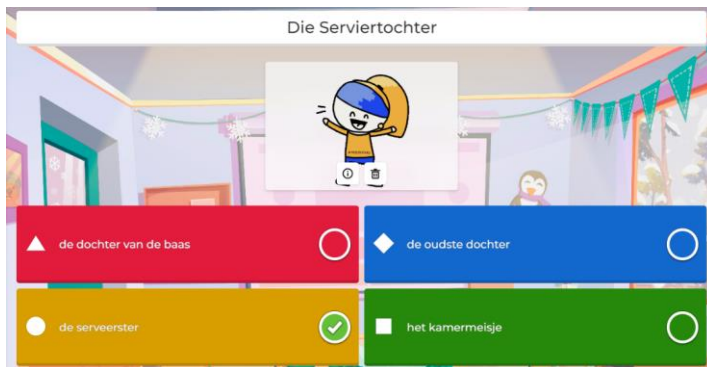 Die Serviertochter
de dochter van de baas
de oudste dochter
de serveerster
het kamermeisje